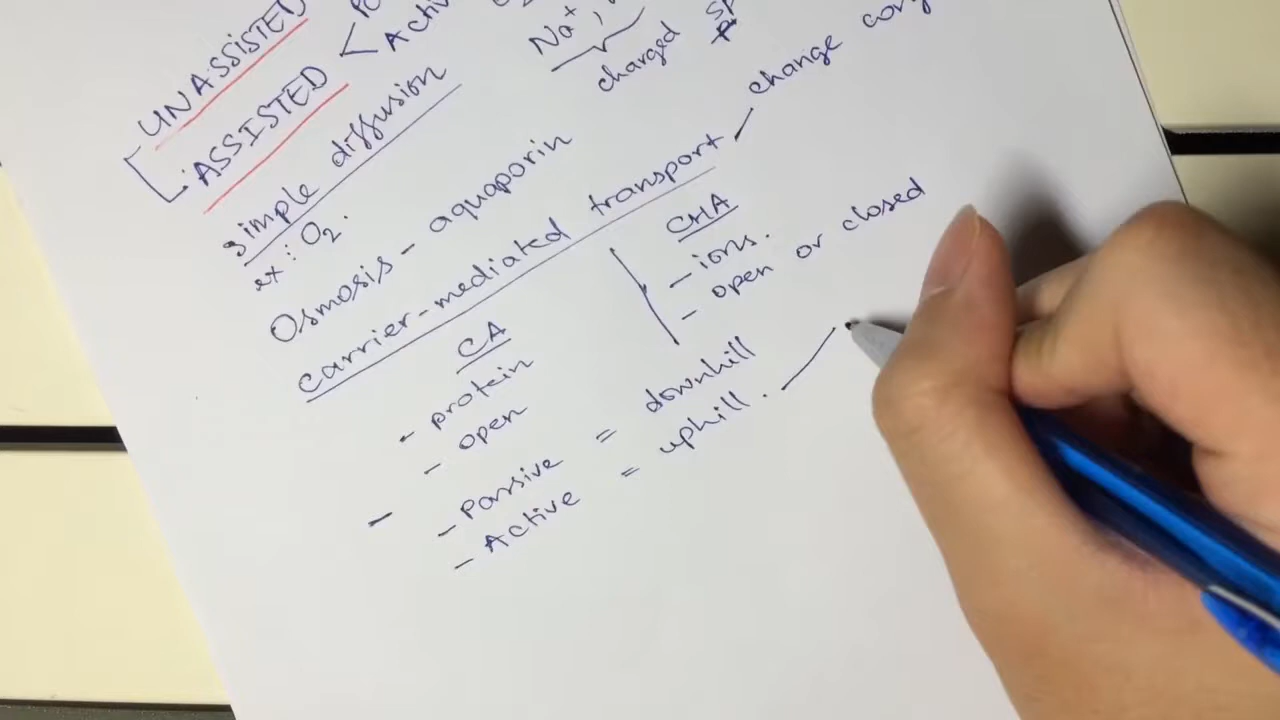 UNASSISTED
ASSISTED
Active
Na+,
charged
simple diffusion
ex: O2.
Osmosis - aquaporin
carrier-mediated transport - change
CA
- protein
- open
CHA
- ions.
- open or closed
- Passive = downhill
- Active = uphill.